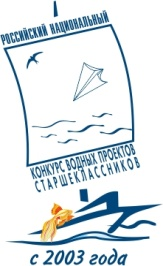 РОССИЙСКИЙ НАЦИОНАЛЬНЫЙ
КОНКУРС ВОДНЫХ ПРОЕКТОВ
СТАРШЕКЛАССНИКОВ
с 2003 года